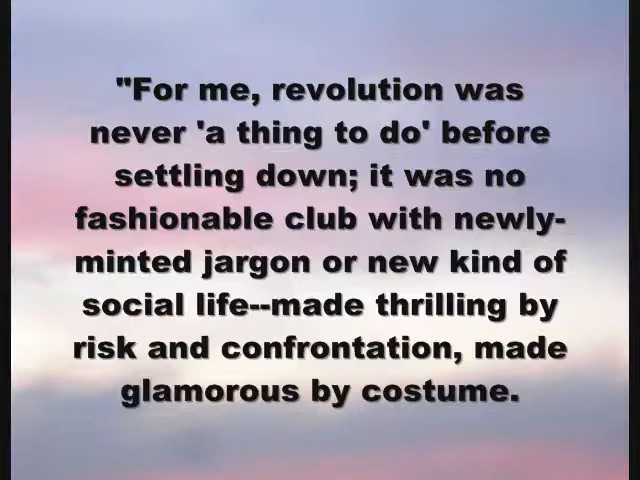 "For me, revolution was
never 'a thing to do' before
settling down; it was no
fashionable club with newly-
minted jargon or new kind of
social life--made thrilling by
risk and confrontation, made
glamorous by costume.